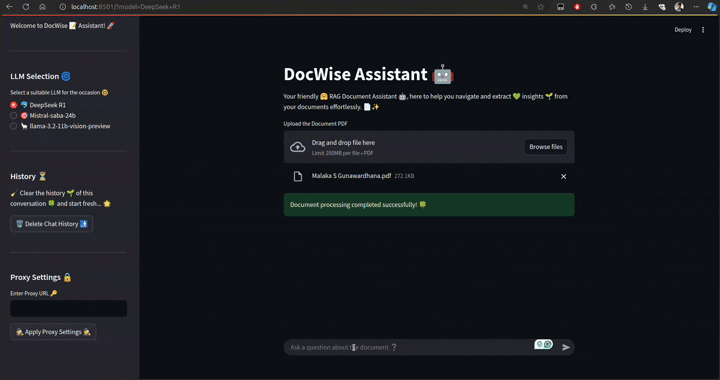 localhost:8501/?model=DeepSeek+R1
Welcome to DocWise 📝 Assistant! 🚀
LLM Selection 🌀
Select a suitable LLM for the occasion 🤓
🐬 DeepSeek R1
🎯 Mistral-saba-24b
🦙 llama-3.2-11b-vision-preview
History ⏳
🧹 Clear the history 🌱 of this
conversation 🍀 and start fresh... 🌟
🗑️ Delete Chat History 🚮
Proxy Settings 🔒
Enter Proxy URL 🔑
🕵️ Apply Proxy Settings 🕵️
Deploy
DocWise Assistant 🤖
Your friendly 🤗 RAG Document Assistant 🤖, here to help you navigate and extract 💚 insights 🌱 from
your documents effortlessly. 📄✨
Upload the Document PDF
Drag and drop file here
Limit 200MB per file • PDF
Browse files
Malaka S Gunawardhana.pdf 272.1KB
Document processing completed successfully! 🍀
Ask a question about the document ❔